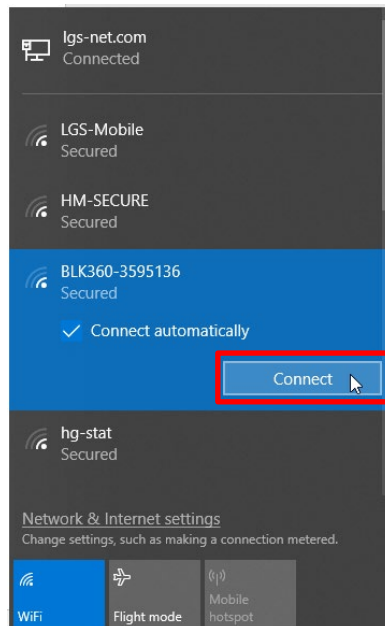 lgs-net.com
Connected
LGS-Mobile
Secured
HM-SECURE
Secured
BLK360-3595136
Secured
Connect automatically
Connect
hg-stat
Secured
Network & Internet settings
Change settings, such as making a connection metered.
WiFi
Flight mode
Mobile
hotspot